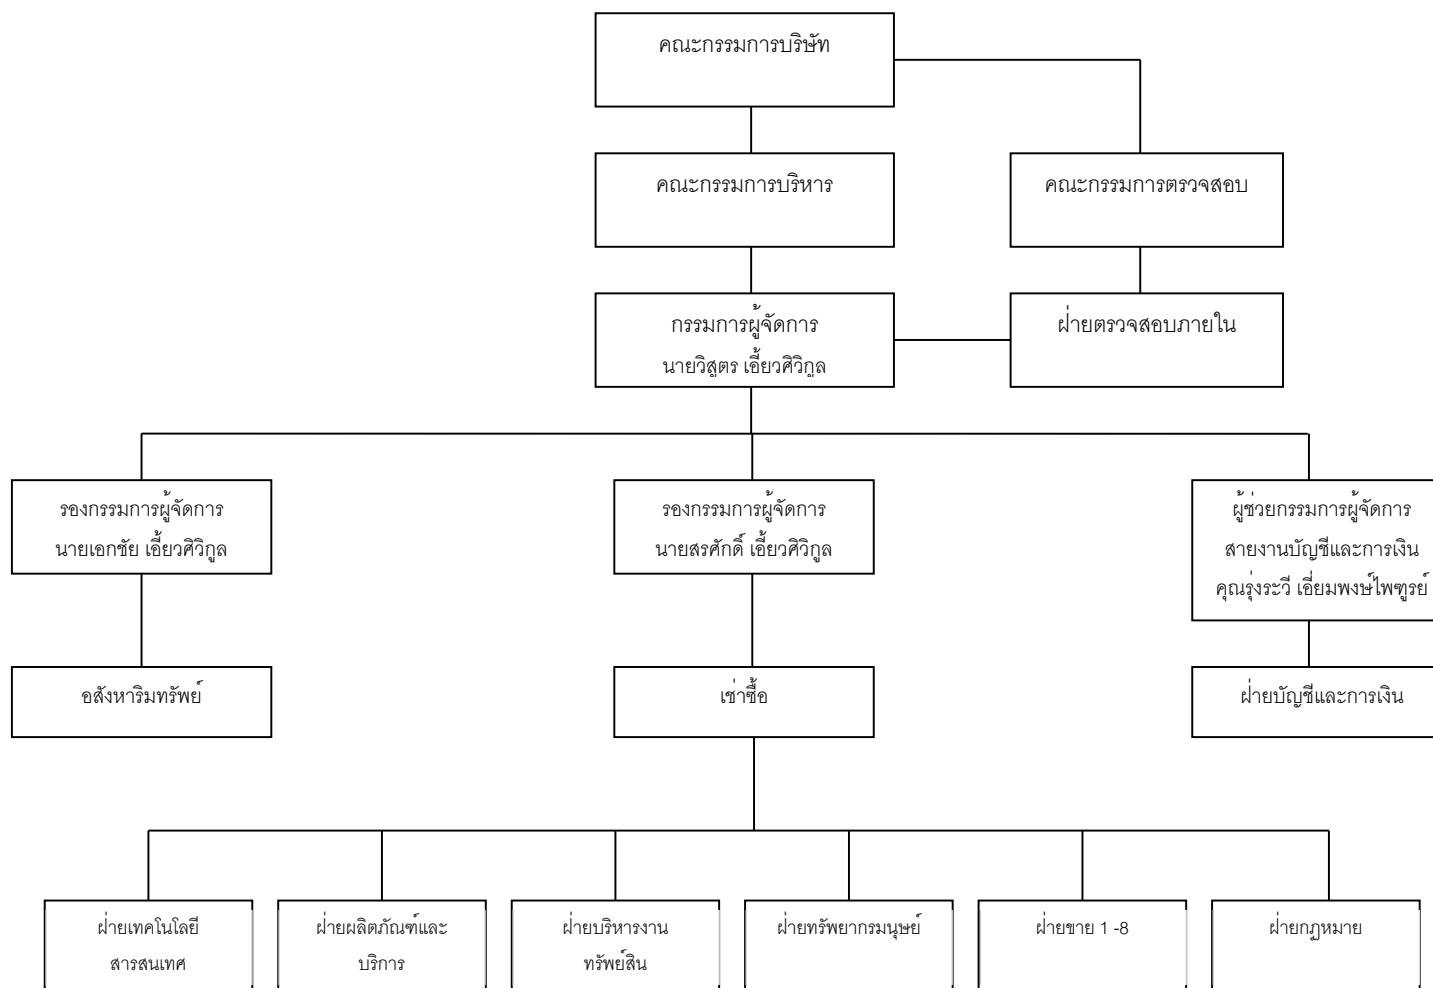 คณะกรรมการบริษัท
คณะกรรมการบริหาร
คณะกรรมการตรวจสอบ
กรรมการผู้จัดการ
นายวิสูตร เอี้ยวศิวิกูล
ฝ่ายตรวจสอบภายใน
รองกรรมการผู้จัดการ
นายเอกชัย เอี้ยวศิวิกูล
รองกรรมการผู้จัดการ
นายสรศักดิ์ เอี้ยวศิวิกูล
ผู้ช่วยกรรมการผู้จัดการ
สายงานบัญชีและการเงิน
คุณรุ่งระวี เอี่ยมพงษ์ไพฑูรย์
อสังหาริมทรัพย์
เช่าซื้อ
ฝ่ายบัญชีและการเงิน
ฝ่ายเทคโนโลยี
สารสนเทศ
ฝ่ายผลิตภัณฑ์และ
บริการ
ฝ่ายบริหารงาน
ทรัพย์สิน
ฝ่ายทรัพยากรมนุษย์
ฝ่ายขาย 1 -8
ฝ่ายกฎหมาย